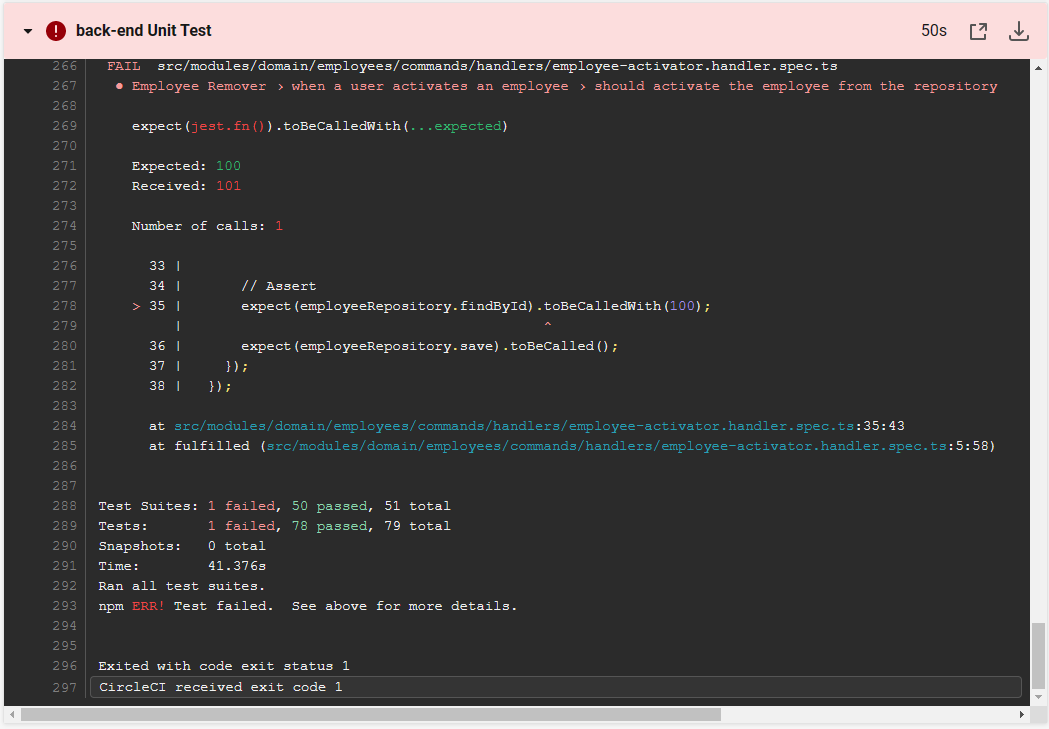 back-end Unit Test 50s
266 FAIL src/modules/domain/employees/commands/handlers/employee-activator.handler.spec.ts
267 ● Employee Remover › when a user activates an employee › should activate the employee from the repository
268
269 expect(jest.fn()).toBeCalledWith(...expected)
270
271 Expected: 100
272 Received: 101
273
274 Number of calls: 1
275
276 33 |
277 34 | // Assert
278 > 35 | expect(employeeRepository.findById).toBeCalledWith(100);
279 | ^
280 36 | expect(employeeRepository.save).toBeCalled();
281 37 | });
282 38 | });
283
284 at src/modules/domain/employees/commands/handlers/employee-activator.handler.spec.ts:35:43
285 at fulfilled (src/modules/domain/employees/commands/handlers/employee-activator.handler.spec.ts:5:58)
286
287
288 Test Suites: 1 failed, 50 passed, 51 total
289 Tests: 1 failed, 78 passed, 79 total
290 Snapshots: 0 total
291 Time: 41.376s
292 Ran all test suites.
293 npm ERR! Test failed. See above for more details.
294
295
296 Exited with code exit status 1
297 CircleCI received exit code 1